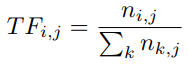 TF_{i,j} = \frac{n_{i,j}}{\sum_k n_{k,j}}